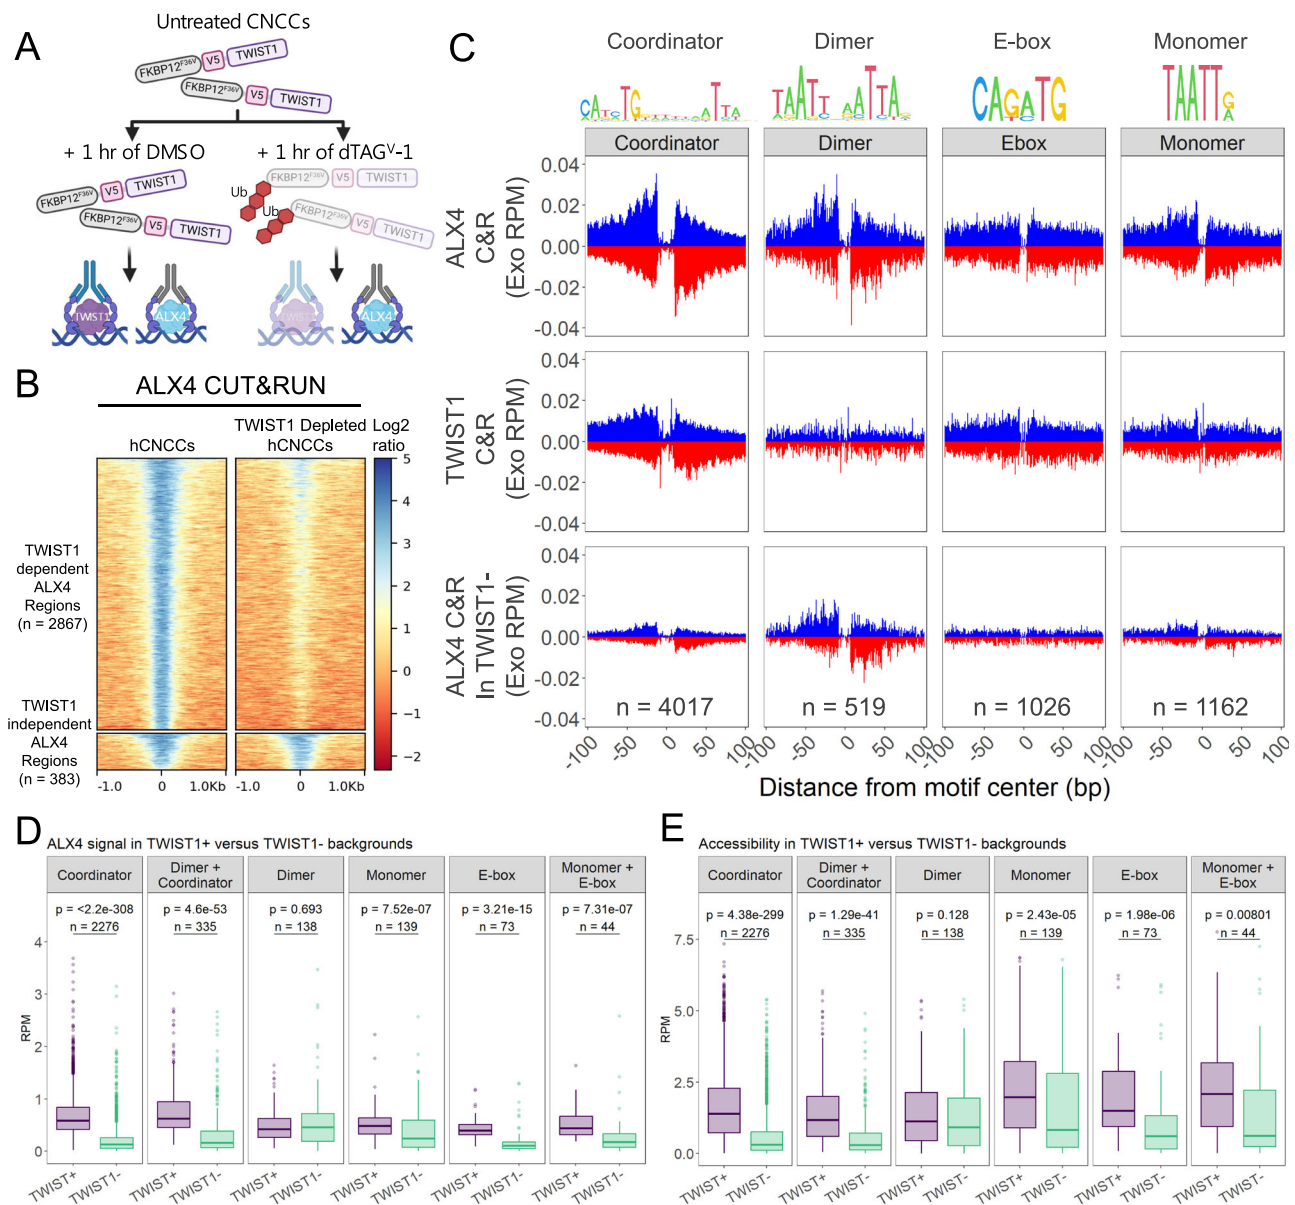 A
Untreated CNCCs
FKBP12F36V V5 TWIST1
FKBP12F36V V5 TWIST1
+ 1 hr of DMSO
+ 1 hr of dTAGV-1
FKBP12F36V V5 TWIST1
FKBP12F36V V5 TWIST1
Ub
FKBP12F36V V5 TWIST1
Ub
FKBP12F36V V5 TWIST1
TWIST1
ALX4
TWIST1
ALX4
B
ALX4 CUT&RUN
hCNCCs
TWIST1 Depleted
hCNCCs
Log2
ratio
TWIST1
dependent
ALX4
Regions
(n = 2867)
TWIST1
independent
ALX4
Regions
(n = 383)
5
4
3
2
1
0
−1
−2
-1.0 0 1.0Kb
-1.0 0 1.0Kb
C
Coordinator Dimer E-box Monomer
Coordinator Dimer Ebox Monomer
ALX4
C&R
(Exo RPM)
0.04
0.02
0.00
-0.02
-0.04
TWIST1
C&R
(Exo RPM)
0.04
0.02
0.00
-0.02
-0.04
ALX4 C&R
In TWIST1-
(Exo RPM)
0.04
0.02
0.00
-0.02
-0.04
n = 4017 n = 519 n = 1026 n = 1162
-100 -50 0 50 100
-100 -50 0 50 100
-100 -50 0 50 100
-100 -50 0 50 100
Distance from motif center (bp)
D
ALX4 signal in TWIST1+ versus TWIST1- backgrounds
Coordinator
Dimer +
Coordinator
Dimer
Monomer
E-box
Monomer +
E-box
p = <2.2e-308 p = 4.6e-53 p = 0.693 p = 7.52e-07 p = 3.21e-15 p = 7.31e-07
n = 2276 n = 335 n = 138 n = 139 n = 73 n = 44
RPM
4
3
2
1
0
TWIST+ TWIST1- TWIST+ TWIST1- TWIST+ TWIST1- TWIST+ TWIST1- TWIST+ TWIST1- TWIST+ TWIST1-
E
Accessibility in TWIST1+ versus TWIST1- backgrounds
Coordinator
Dimer +
Coordinator
Dimer
Monomer
E-box
Monomer +
E-box
p = 4.38e-299 p = 1.29e-41 p = 0.128 p = 2.43e-05 p = 1.98e-06 p = 0.00801
n = 2276 n = 335 n = 138 n = 139 n = 73 n = 44
RPM
7.5
5.0
2.5
0.0
TWIST+ TWIST- TWIST+ TWIST- TWIST+ TWIST- TWIST+ TWIST- TWIST+ TWIST- TWIST+ TWIST-